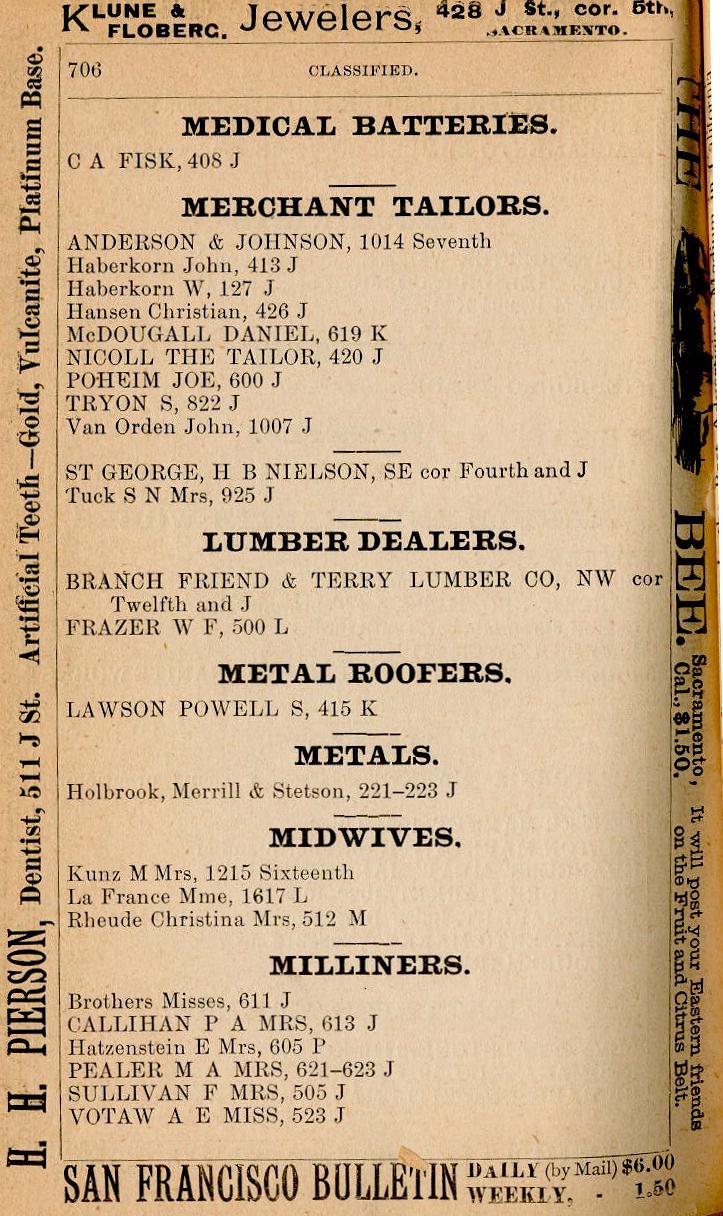 KLUNE & FLOBERG. Jewelers, 428 J St., cor. 5th, SACRAMENTO.
706 CLASSIFIED.
MEDICAL BATTERIES.
C A FISK, 408 J
MERCHANT TAILORS.
ANDERSON & JOHNSON, 1014 Seventh
Haberkorn John, 413 J
Haberkorn W, 127 J
Hansen Christian, 426 J
McDOUGALL DANIEL, 619 K
NICOLL THE TAILOR, 420 J
POHEIM JOE, 600 J
TRYON S, 822 J
Van Orden John, 1007 J
ST GEORGE, H B NIELSON, SE cor Fourth and J
Tuck S N Mrs, 925 J
LUMBER DEALERS.
BRANCH FRIEND & TERRY LUMBER CO, NW cor
Twelfth and J
FRAZER W F, 500 L
METAL ROOFERS.
LAWSON POWELL S, 415 K
METALS.
Holbrook, Merrill & Stetson, 221–223 J
MIDWIVES.
Kunz M Mrs, 1215 Sixteenth
La France Mme, 1617 L
Rheude Christina Mrs, 512 M
MILLINERS.
Brothers Misses, 611 J
CALLIHAN P A MRS, 613 J
Hatzenstein E Mrs, 605 P
PEALER M A MRS, 621–623 J
SULLIVAN F MRS, 505 J
VOTAW A E MISS, 523 J
SAN FRANCISCO BULLETIN DAILY (by Mail) $6.00
WEEKLY, - 1.50
H. H. PIERSON, Dentist, 511 J St. Artificial Teeth—Gold, Vulcanite, Platinum Base.
THE BEE. Sacramento, Cal., $1.50.
It will post your Eastern friends
on the Fruit and Citrus Belt.